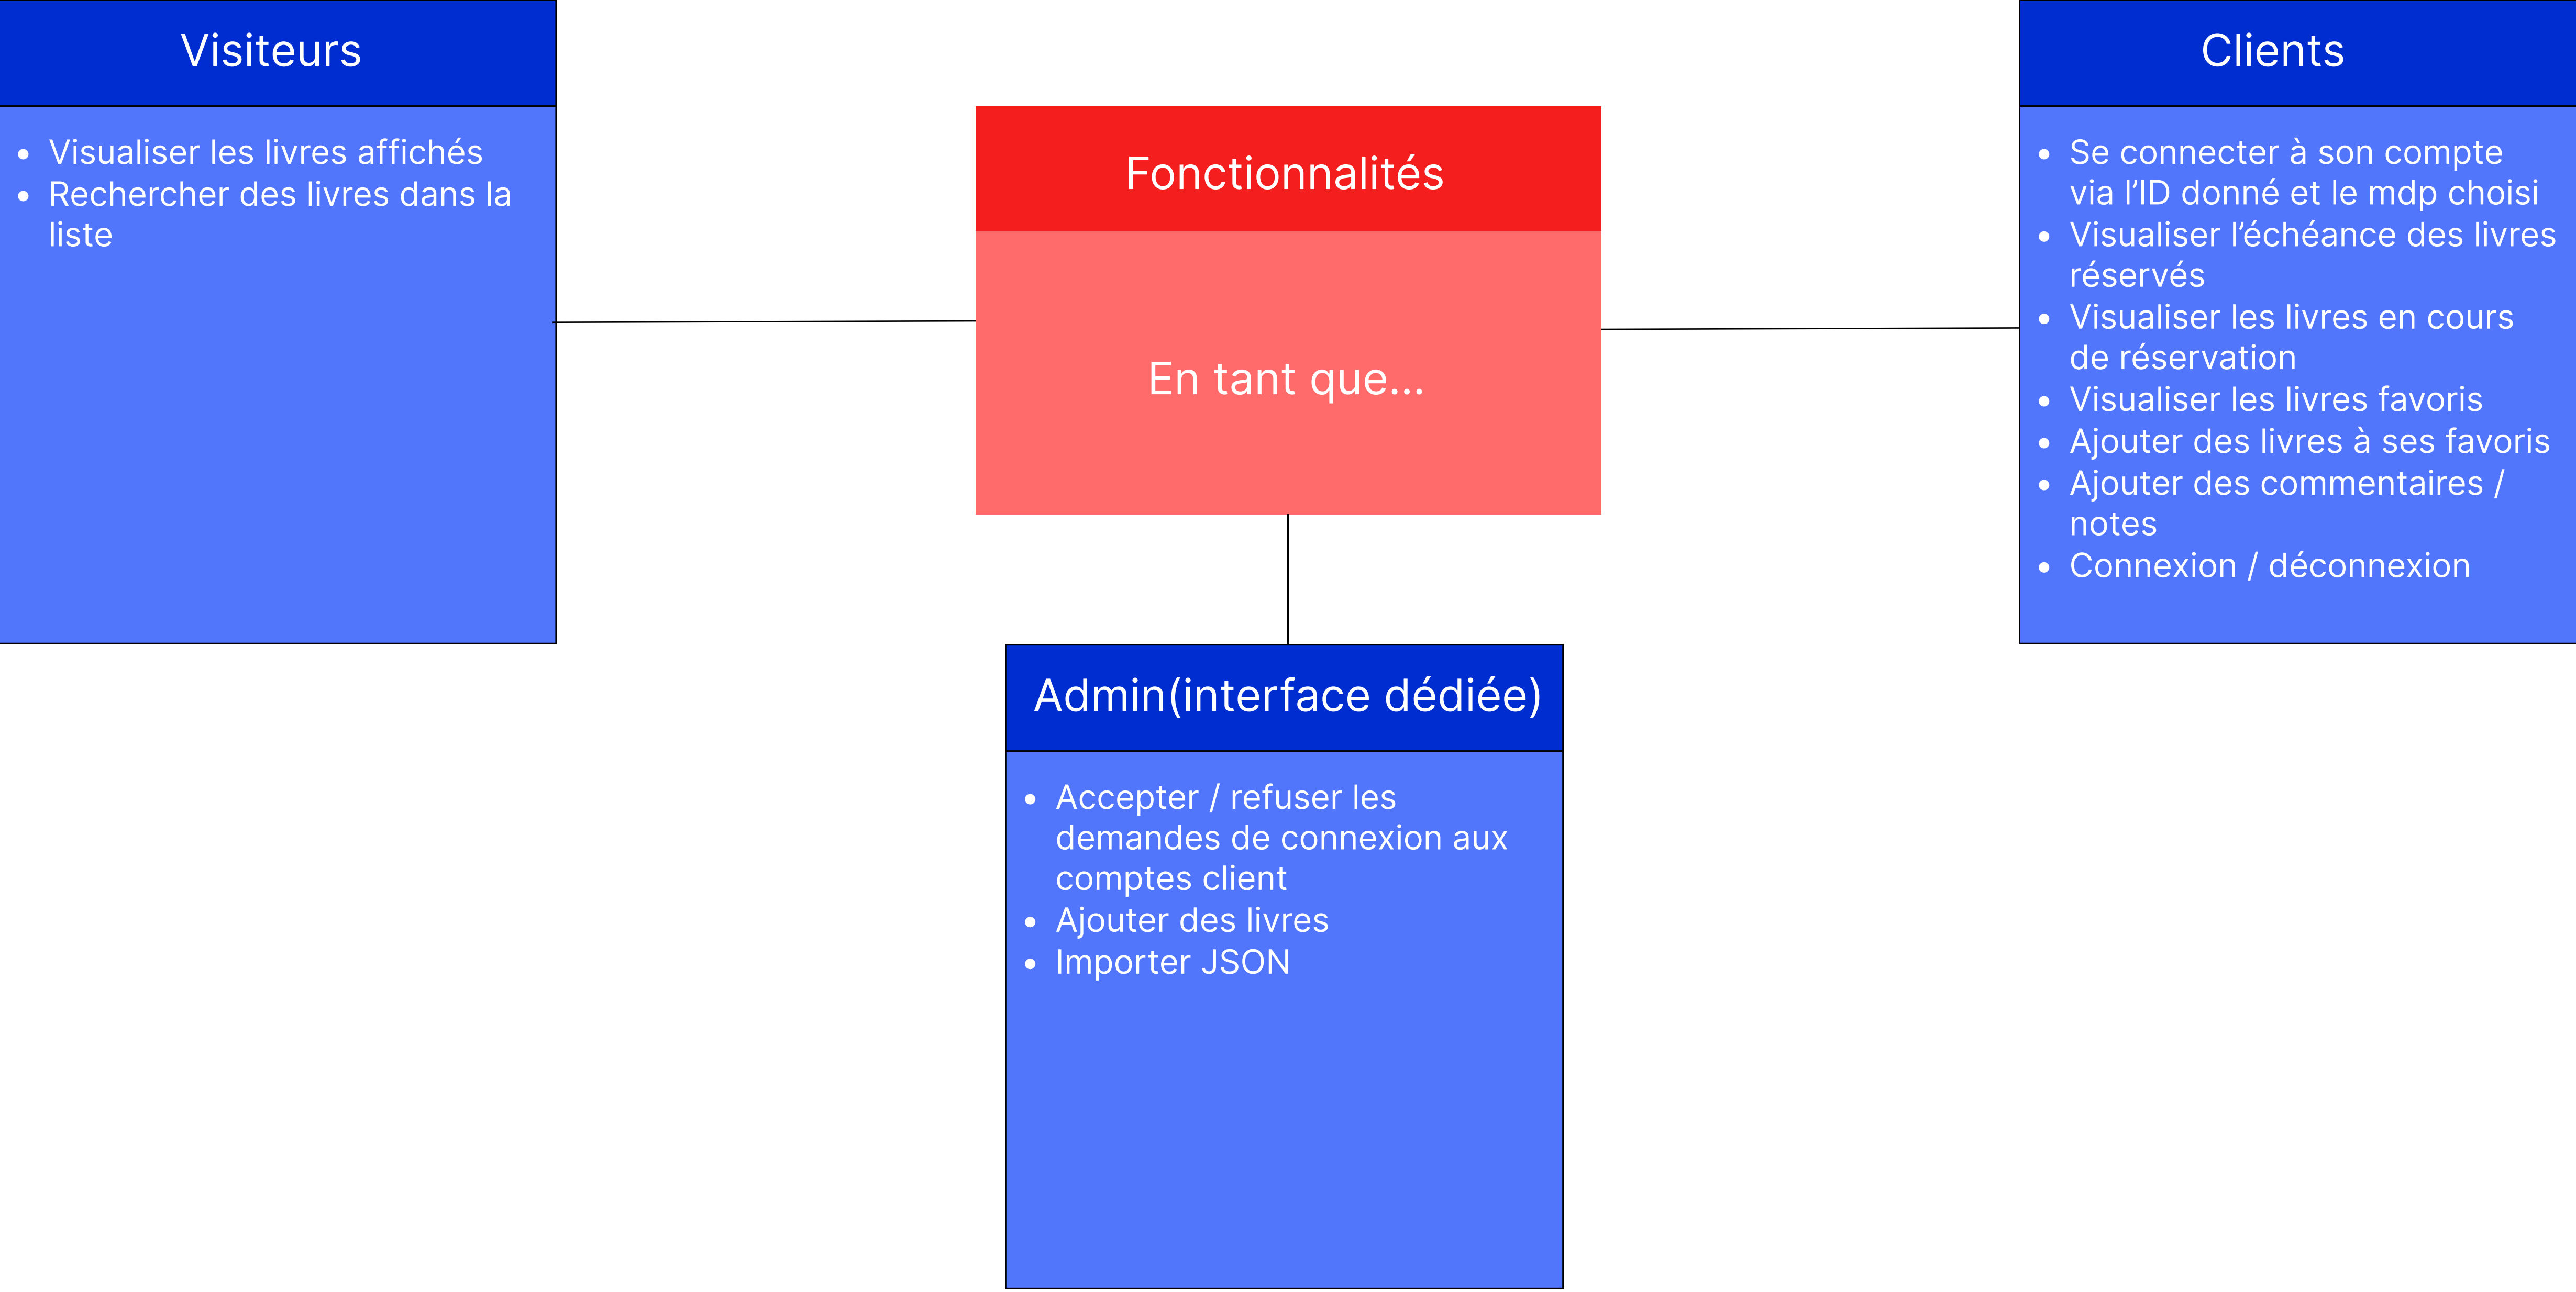 Visiteurs
• Visualiser les livres affichés
• Rechercher des livres dans la
liste
Fonctionnalités
En tant que...
Clients
• Se connecter à son compte
via l’ID donné et le mdp choisi
• Visualiser l’échéance des livres
réservés
• Visualiser les livres en cours
de réservation
• Visualiser les livres favoris
• Ajouter des livres à ses favoris
• Ajouter des commentaires /
notes
• Connexion / déconnexion
Admin(interface dédiée)
• Accepter / refuser les
demandes de connexion aux
comptes client
• Ajouter des livres
• Importer JSON